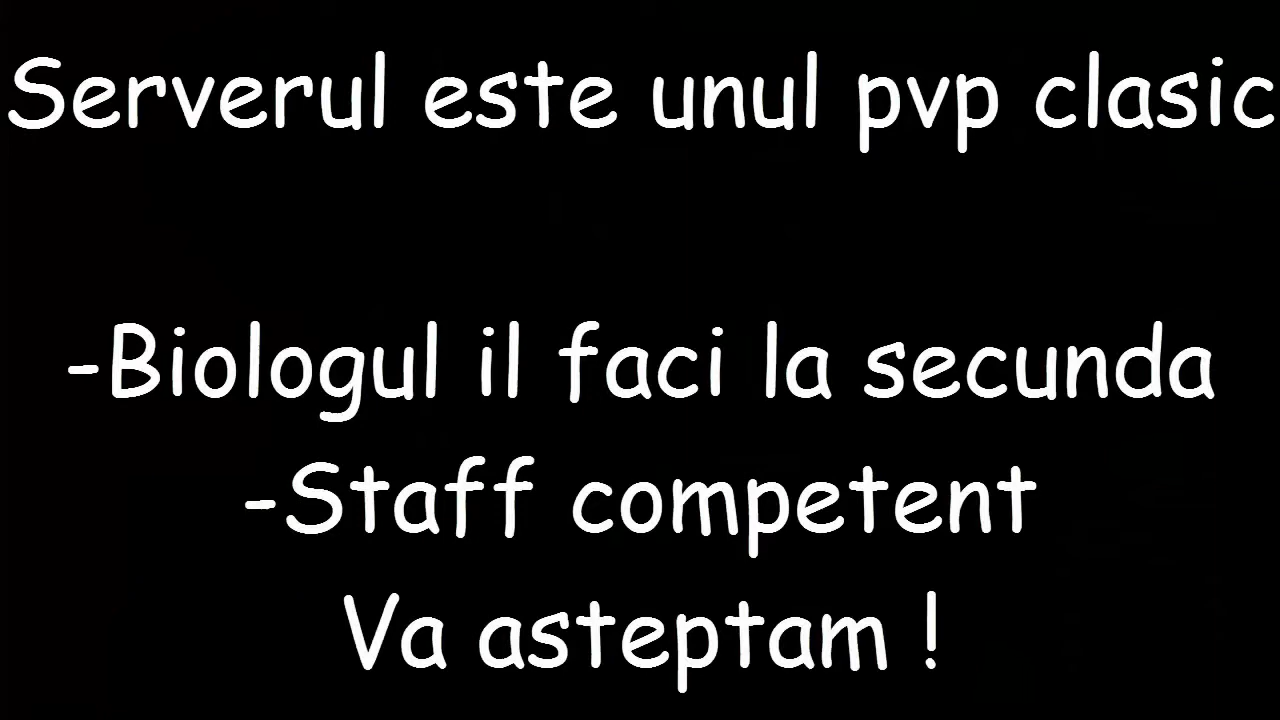 Serverul este unul pvp clasic
-Biologul il faci la secunda
-Staff competent
Va asteptam !